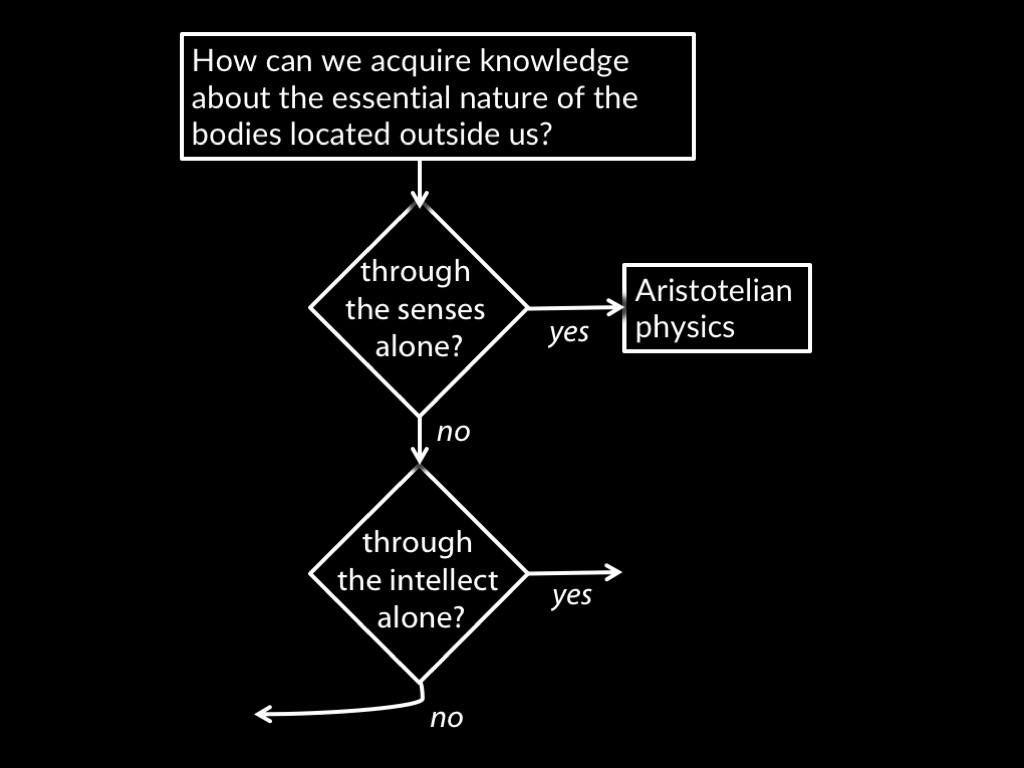 How can we acquire knowledge
about the essential nature of the
bodies located outside us?
through
the senses
alone?
yes
Aristotelian
physics
no
through
the intellect
alone?
yes
no